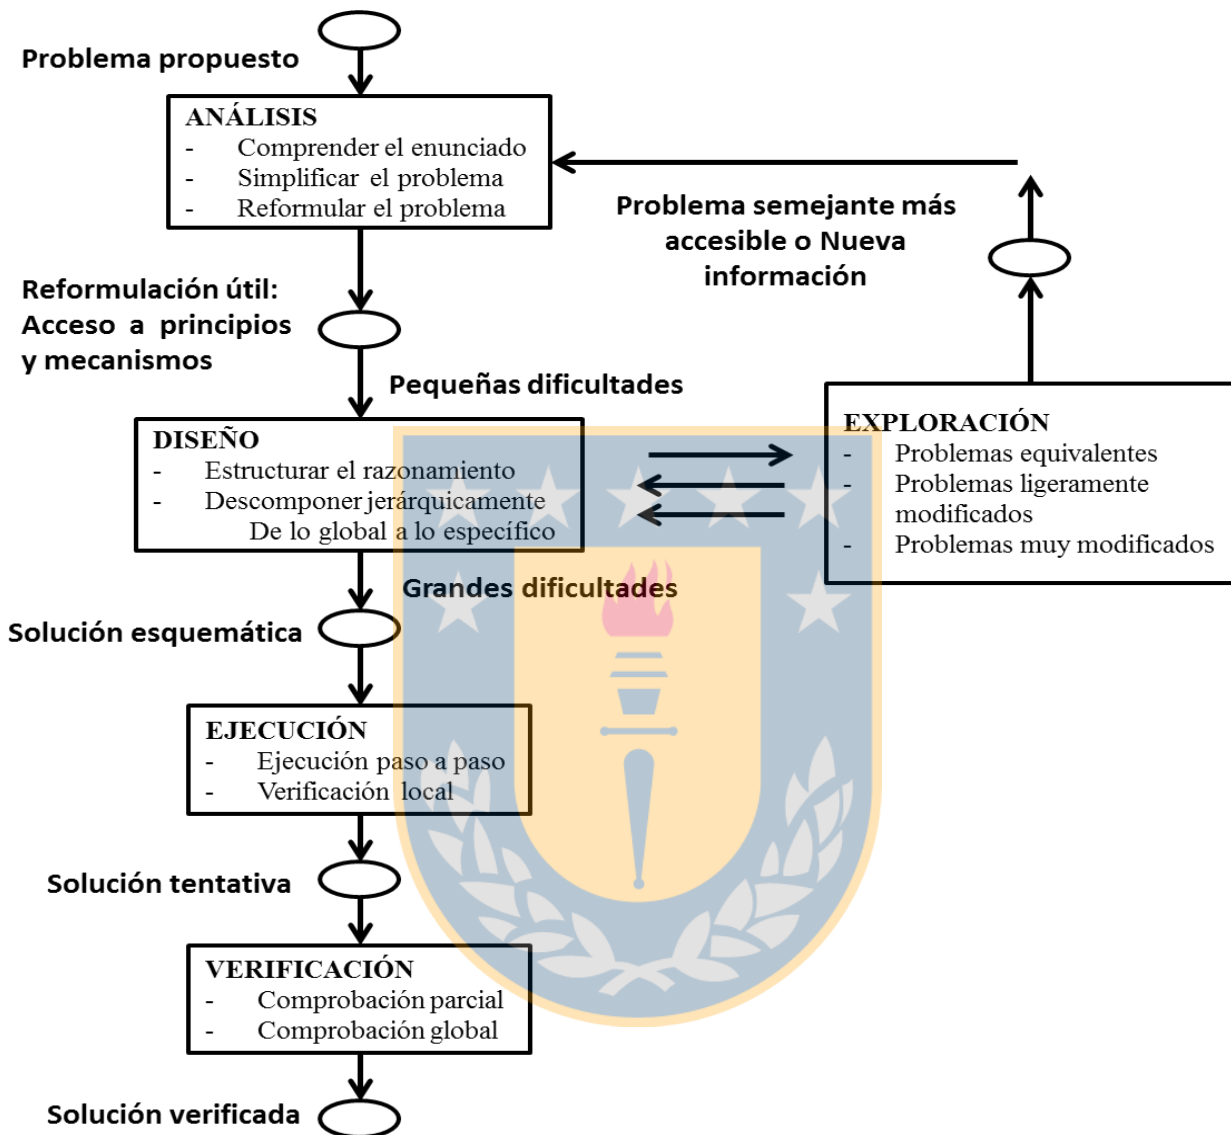 Problema propuesto
ANÁLISIS
- Comprender el enunciado
- Simplificar el problema
- Reformular el problema
Problema semejante más
accesible o Nueva
información
Reformulación útil:
Acceso a principios
y mecanismos
Pequeñas dificultades
DISEÑO
- Estructurar el razonamiento
- Descomponer jerárquicamente
De lo global a lo específico
EXPLORACIÓN
- Problemas equivalentes
- Problemas ligeramente
modificados
- Problemas muy modificados
Grandes dificultades
Solución esquemática
EJECUCIÓN
- Ejecución paso a paso
- Verificación local
Solución tentativa
VERIFICACIÓN
- Comprobación parcial
- Comprobación global
Solución verificada